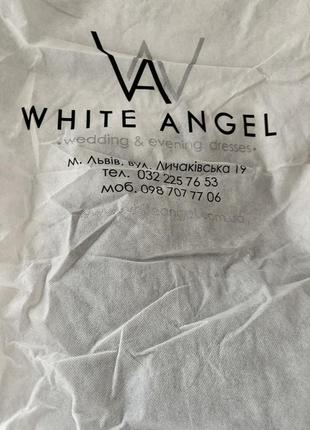 WHITE ANGEL
wedding & evening dresses
м. Львів, вул. Личаківська 19
тел. 032 225 76 53
моб. 098 707 77 06